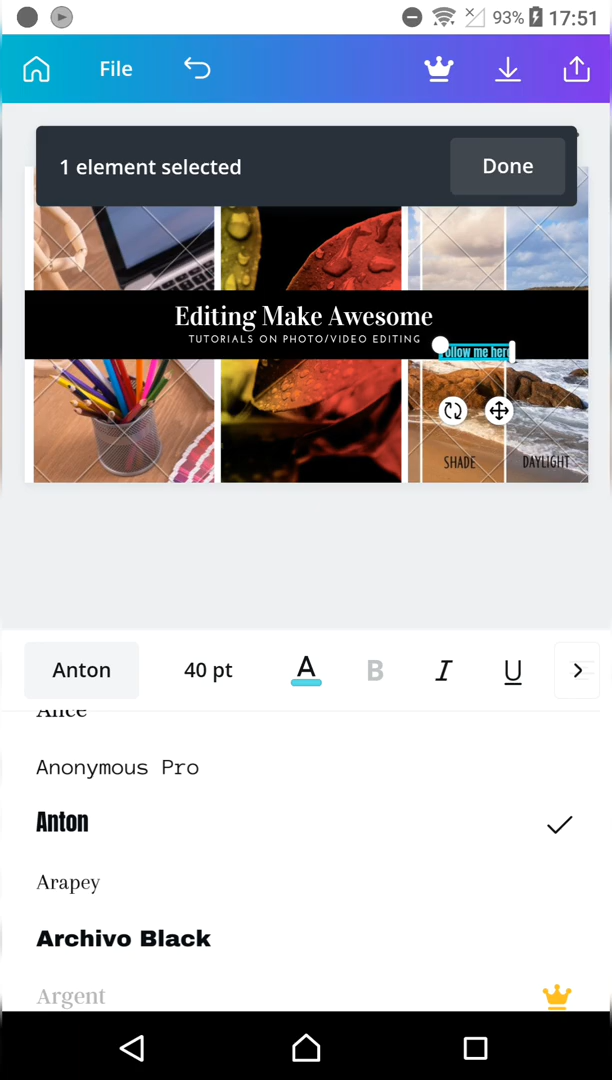 93% 17:51
File
1 element selected
Done
Editing Make Awesome
TUTORIALS ON PHOTO/VIDEO EDITING
follow me here
SHADE DAYLIGHT
Anton 40 pt A B I U
Alice
Anonymous Pro
Anton
Arapey
Archivo Black
Argent